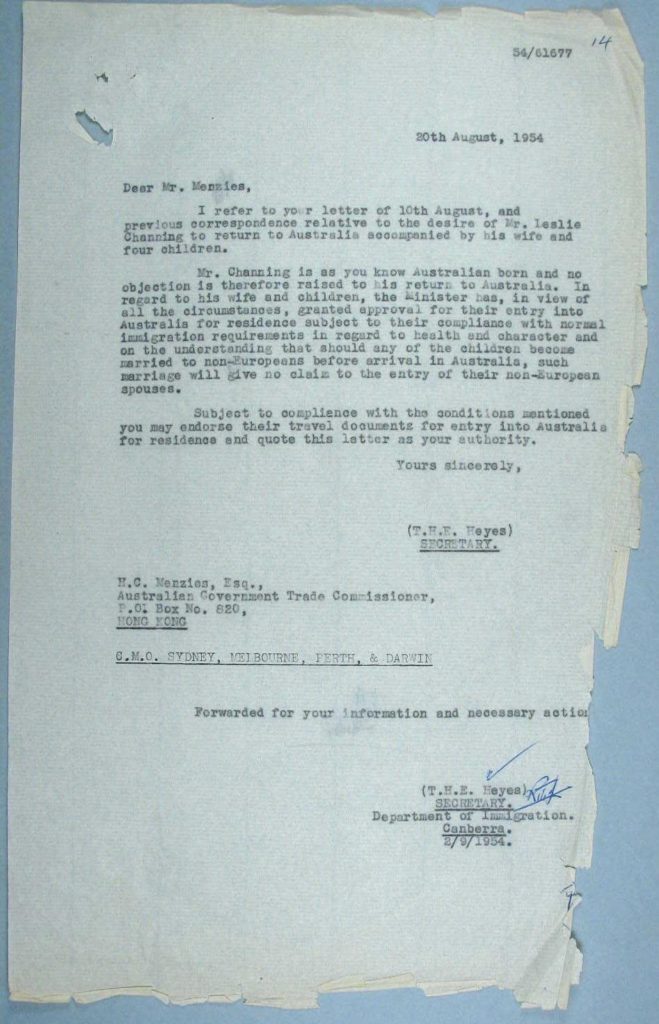 54/61677
14
20th August, 1954
Dear Mr. Menzies,
I refer to your letter of 10th August, and
previous correspondence relative to the desire of Mr. Leslie
Channing to return to Australia accompanied by his wife and
four children.
Mr. Channing is as you know Australian born and no
objection is therefore raised to his return to Australia. In
regard to his wife and children, the Minister has, in view of
all the circumstances, granted approval for their entry into
Australia for residence subject to their compliance with normal
immigration requirements in regard to health and character and
on the understanding that should any of the children become
married to non-Europeans before arrival in Australia, such
marriage will give no claim to the entry of their non-European
spouses.
Subject to compliance with the conditions mentioned
you may endorse their travel documents for entry into Australia
for residence and quote this letter as your authority.
Yours sincerely,
(T.H.E. Heyes)
SECRETARY.
H.C. Menzies, Esq.,
Australian Government Trade Commissioner,
P.O. Box No. 820,
HONG KONG
C.M.O. SYDNEY, MELBOURNE, PERTH, & DARWIN
Forwarded for your information and necessary action
(T.H.E. Heyes)
SECRETARY.
Department of Immigration.
Canberra.
2/9/1954.